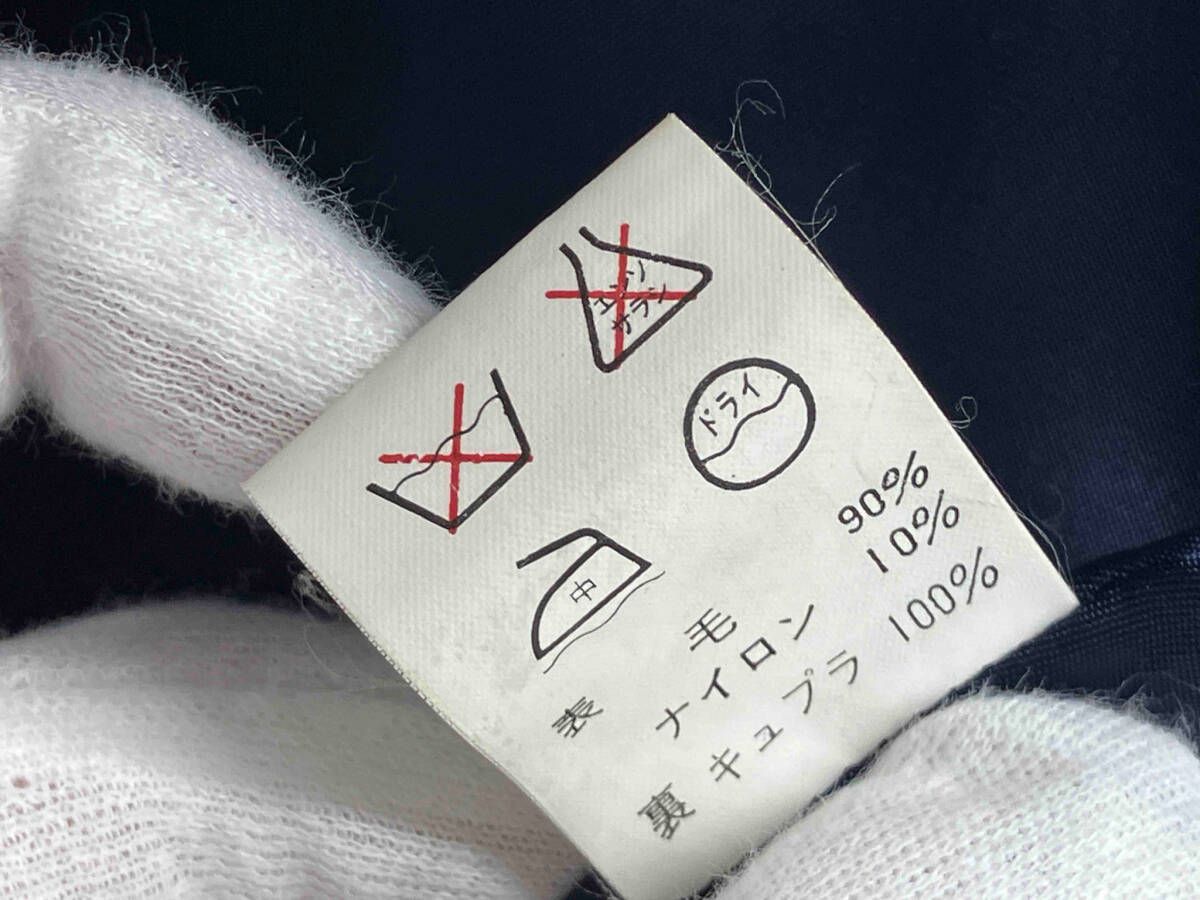 エンソ
サラシ
ドライ
中
表 毛 90%
ナイロン 10%
裏 キュプラ 100%